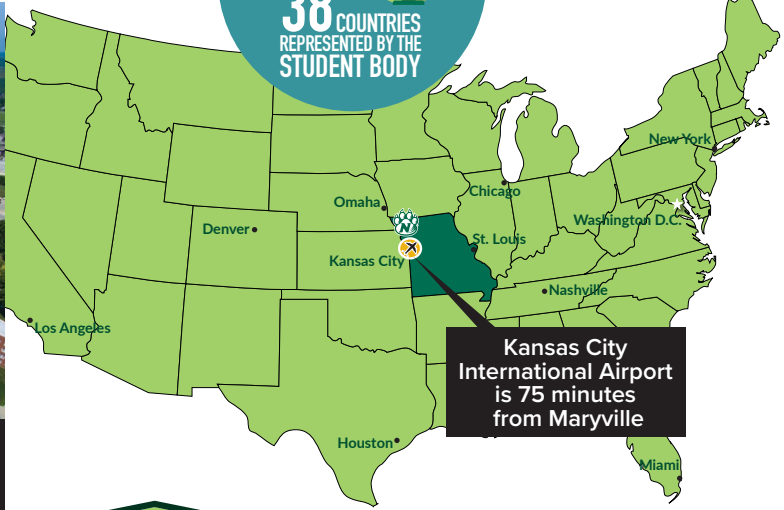 38 COUNTRIES
REPRESENTED BY THE
STUDENT BODY
New York
Chicago
Omaha
N
Washington D.C.
Denver
St. Louis
Kansas City
Nashville
Los Angeles
Kansas City
International Airport
is 75 minutes
from Maryville
Houston
Miami